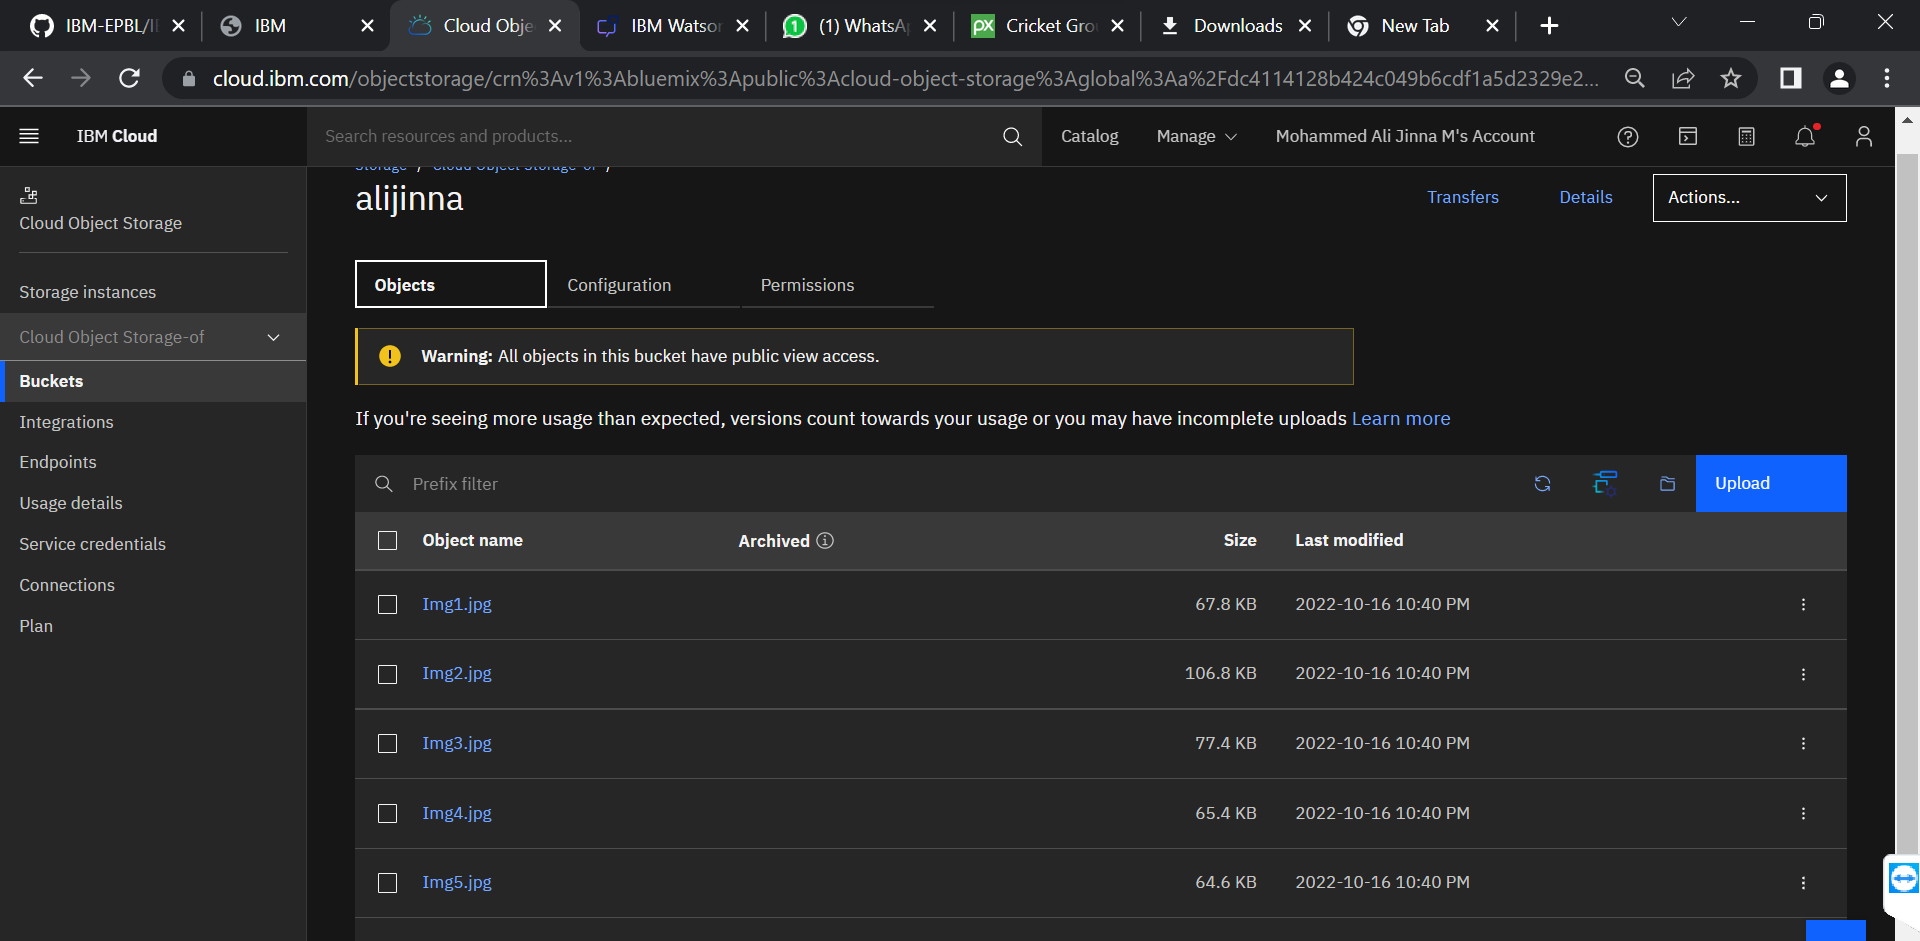 IBM-EPBL/I
IBM
Cloud Obje
IBM Watson
(1) WhatsA
Cricket Gro
Downloads
New Tab
cloud.ibm.com/objectstorage/crn%3Av1%3Abluemix%3Apublic%3Acloud-object-storage%3Aglobal%3Aa%2Fdc4114128b424c049b6cdf1a5d2329e2...
IBM Cloud
Search resources and products...
Catalog
Manage
Mohammed Ali Jinna M's Account
Storage / Cloud Object Storage-of /
alijinna
Transfers
Details
Actions...
Cloud Object Storage
Storage instances
Cloud Object Storage-of
Buckets
Integrations
Endpoints
Usage details
Service credentials
Connections
Plan
Objects
Configuration
Permissions
Warning: All objects in this bucket have public view access.
If you're seeing more usage than expected, versions count towards your usage or you may have incomplete uploads Learn more
Prefix filter
Upload
Object name Archived Size Last modified
Img1.jpg 67.8 KB 2022-10-16 10:40 PM
Img2.jpg 106.8 KB 2022-10-16 10:40 PM
Img3.jpg 77.4 KB 2022-10-16 10:40 PM
Img4.jpg 65.4 KB 2022-10-16 10:40 PM
Img5.jpg 64.6 KB 2022-10-16 10:40 PM